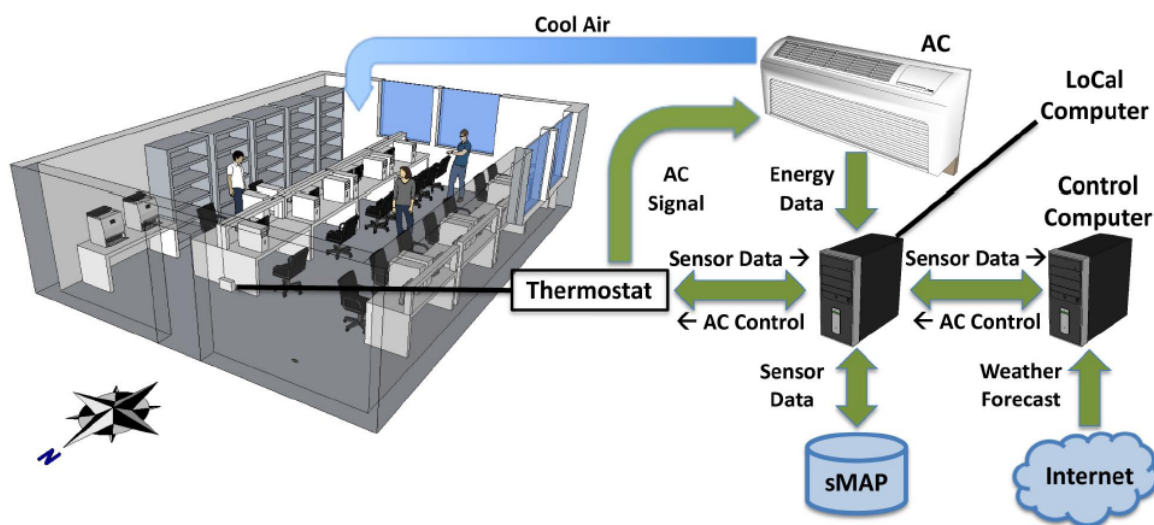 Cool Air
AC
LoCal
Computer
AC
Signal
Energy
Data
Control
Computer
Sensor Data →
Sensor Data →
Thermostat
← AC Control
← AC Control
Sensor
Data
Weather
Forecast
sMAP
Internet
N